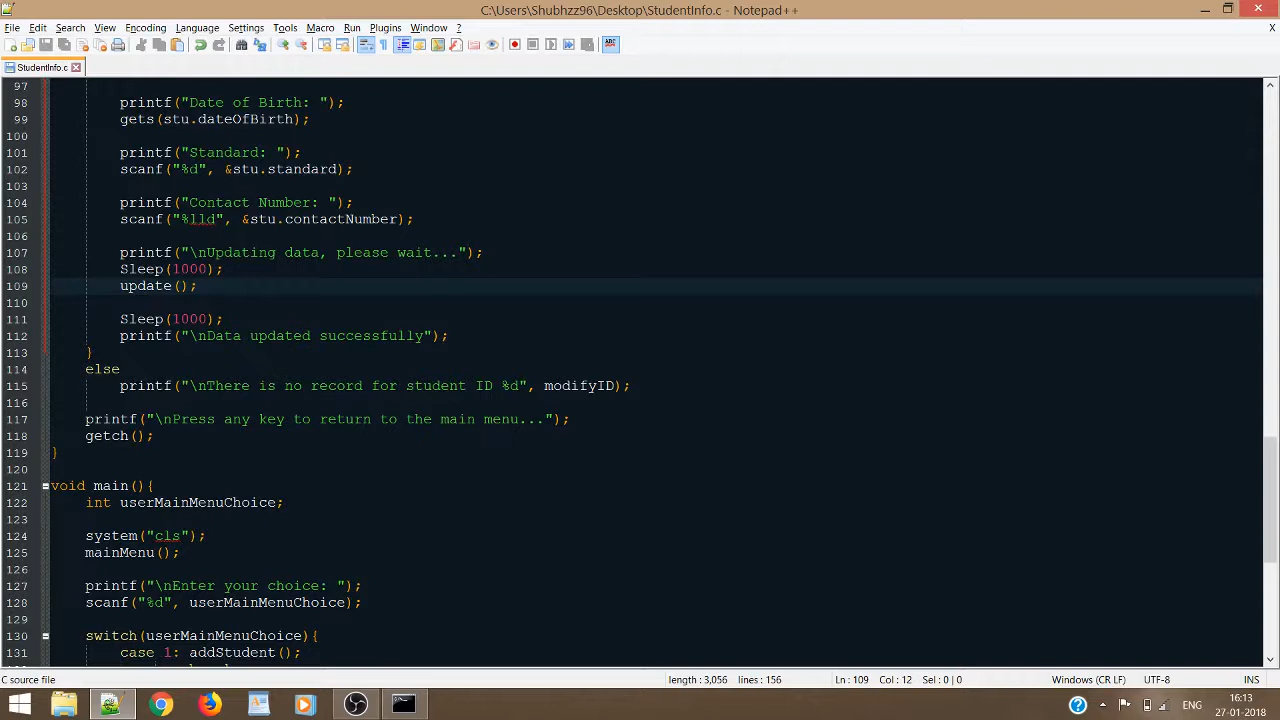 C:\Users\Shubhzz96\Desktop\StudentInfo.c - Notepad++
File Edit Search View Encoding Language Settings Tools Macro Run Plugins Window ? X
StudentInfo.c
97
98 printf("Date of Birth: ");
99 gets(stu.dateOfBirth);
100
101 printf("Standard: ");
102 scanf("%d", &stu.standard);
103
104 printf("Contact Number: ");
105 scanf("%lld", &stu.contactNumber);
106
107 printf("\nUpdating data, please wait...");
108 Sleep(1000);
109 update();
110
111 Sleep(1000);
112 printf("\nData updated successfully");
113 }
114 else
115 printf("\nThere is no record for student ID %d", modifyID);
116
117 printf("\nPress any key to return to the main menu...");
118 getch();
119 }
120
121 void main(){
122 int userMainMenuChoice;
123
124 system("cls");
125 mainMenu();
126
127 printf("\nEnter your choice: ");
128 scanf("%d", userMainMenuChoice);
129
130 switch(userMainMenuChoice){
131 case 1: addStudent();
C source file length : 3,056 lines : 156 Ln : 109 Col : 12 Sel : 0 | 0 Windows (CR LF) UTF-8 INS
ENG 16:13
27-01-2018